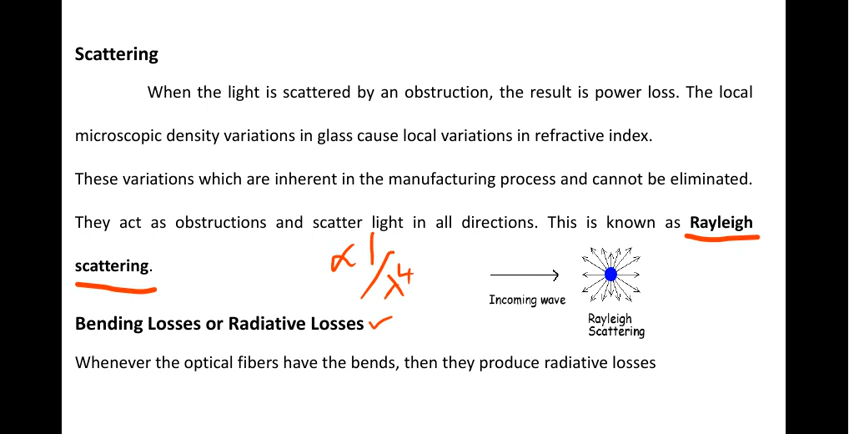 Scattering
When the light is scattered by an obstruction, the result is power loss. The local
microscopic density variations in glass cause local variations in refractive index.
These variations which are inherent in the manufacturing process and cannot be eliminated.
They act as obstructions and scatter light in all directions. This is known as Rayleigh
scattering.
∝ 1/λ⁴
Incoming wave
Rayleigh
Scattering
Bending Losses or Radiative Losses ✓
Whenever the optical fibers have the bends, then they produce radiative losses